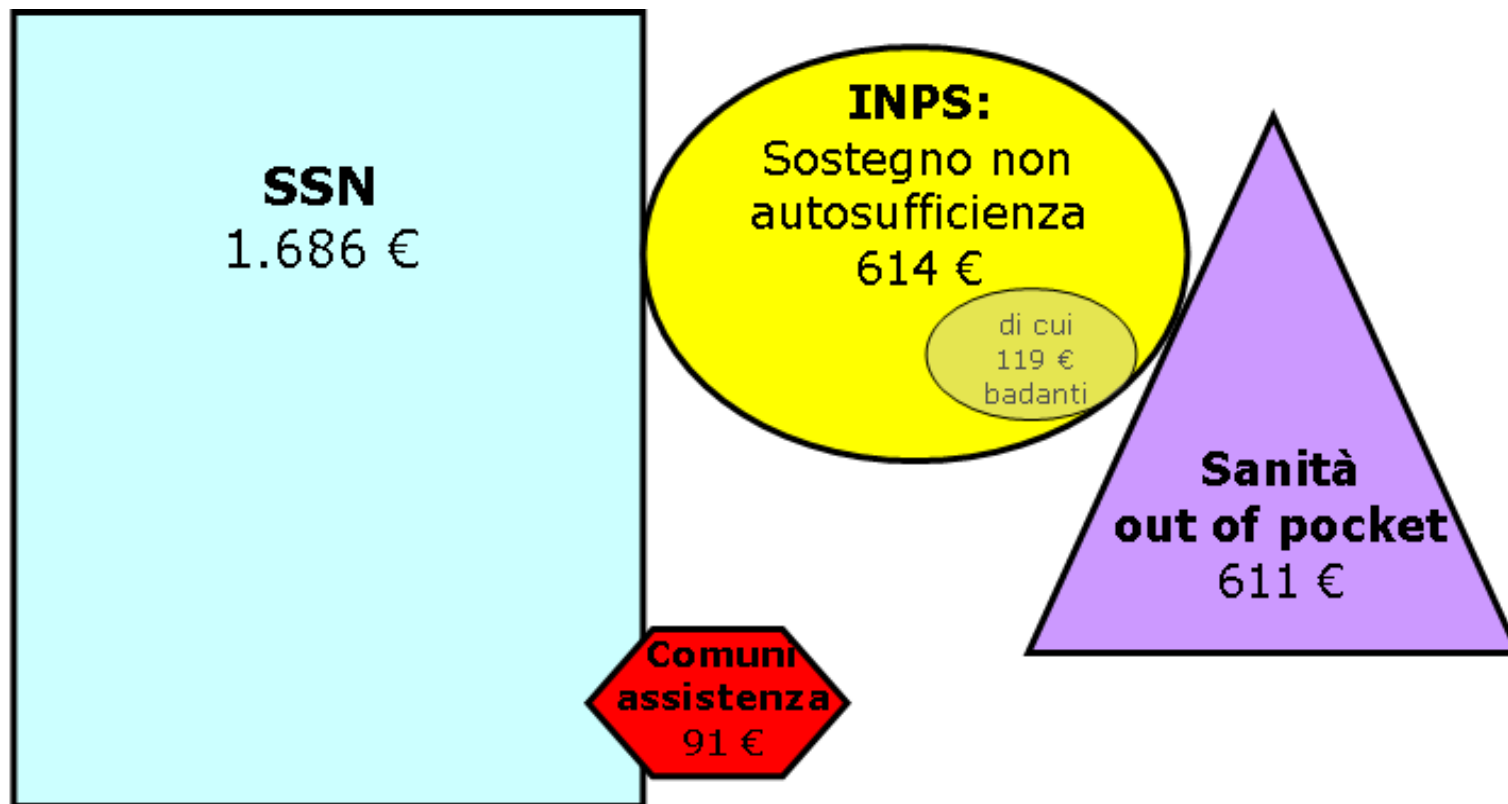 SSN
1.686 €
INPS:
Sostegno non
autosufficienza
614 €
di cui
119 €
badanti
Sanità
out of pocket
611 €
Comuni
assistenza
91 €